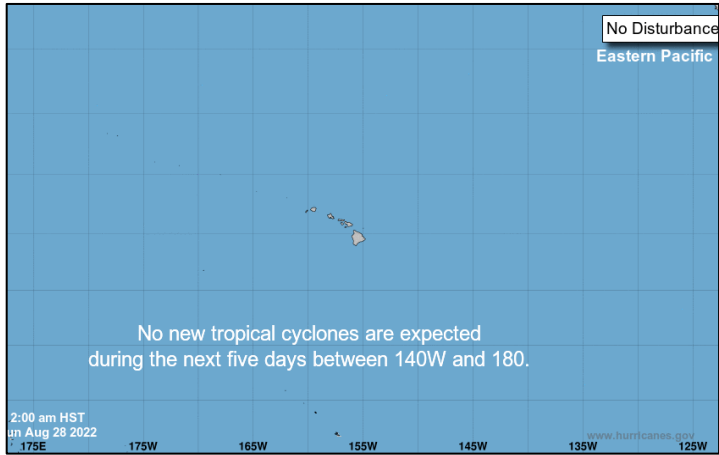 No Disturbance
Eastern Pacific
No new tropical cyclones are expected
during the next five days between 140W and 180.
2:00 am HST
un Aug 28 2022
www.hurricanes.gov
175E 175W 165W 155W 145W 135W 125W